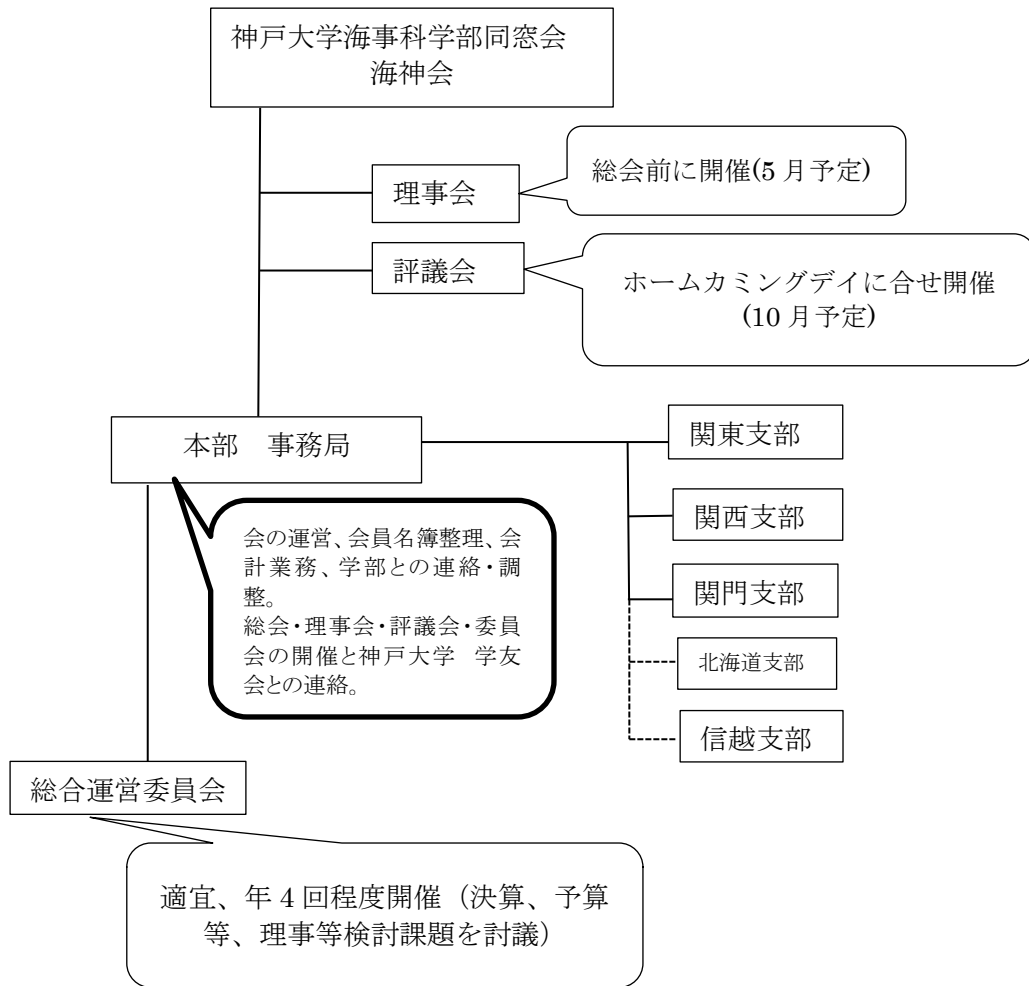 神戸大学海事科学部同窓会
海神会
理事会
総会前に開催(5 月予定)
評議会
ホームカミングデイに合せ開催
(10 月予定)
本部　事務局
関東支部
会の運営、会員名簿整理、会
計業務、学部との連絡・調
整。
総会・理事会・評議会・委員
会の開催と神戸大学　学友
会との連絡。
関西支部
関門支部
北海道支部
信越支部
総合運営委員会
適宜、年 4 回程度開催（決算、予算
等、理事等検討課題を討議）